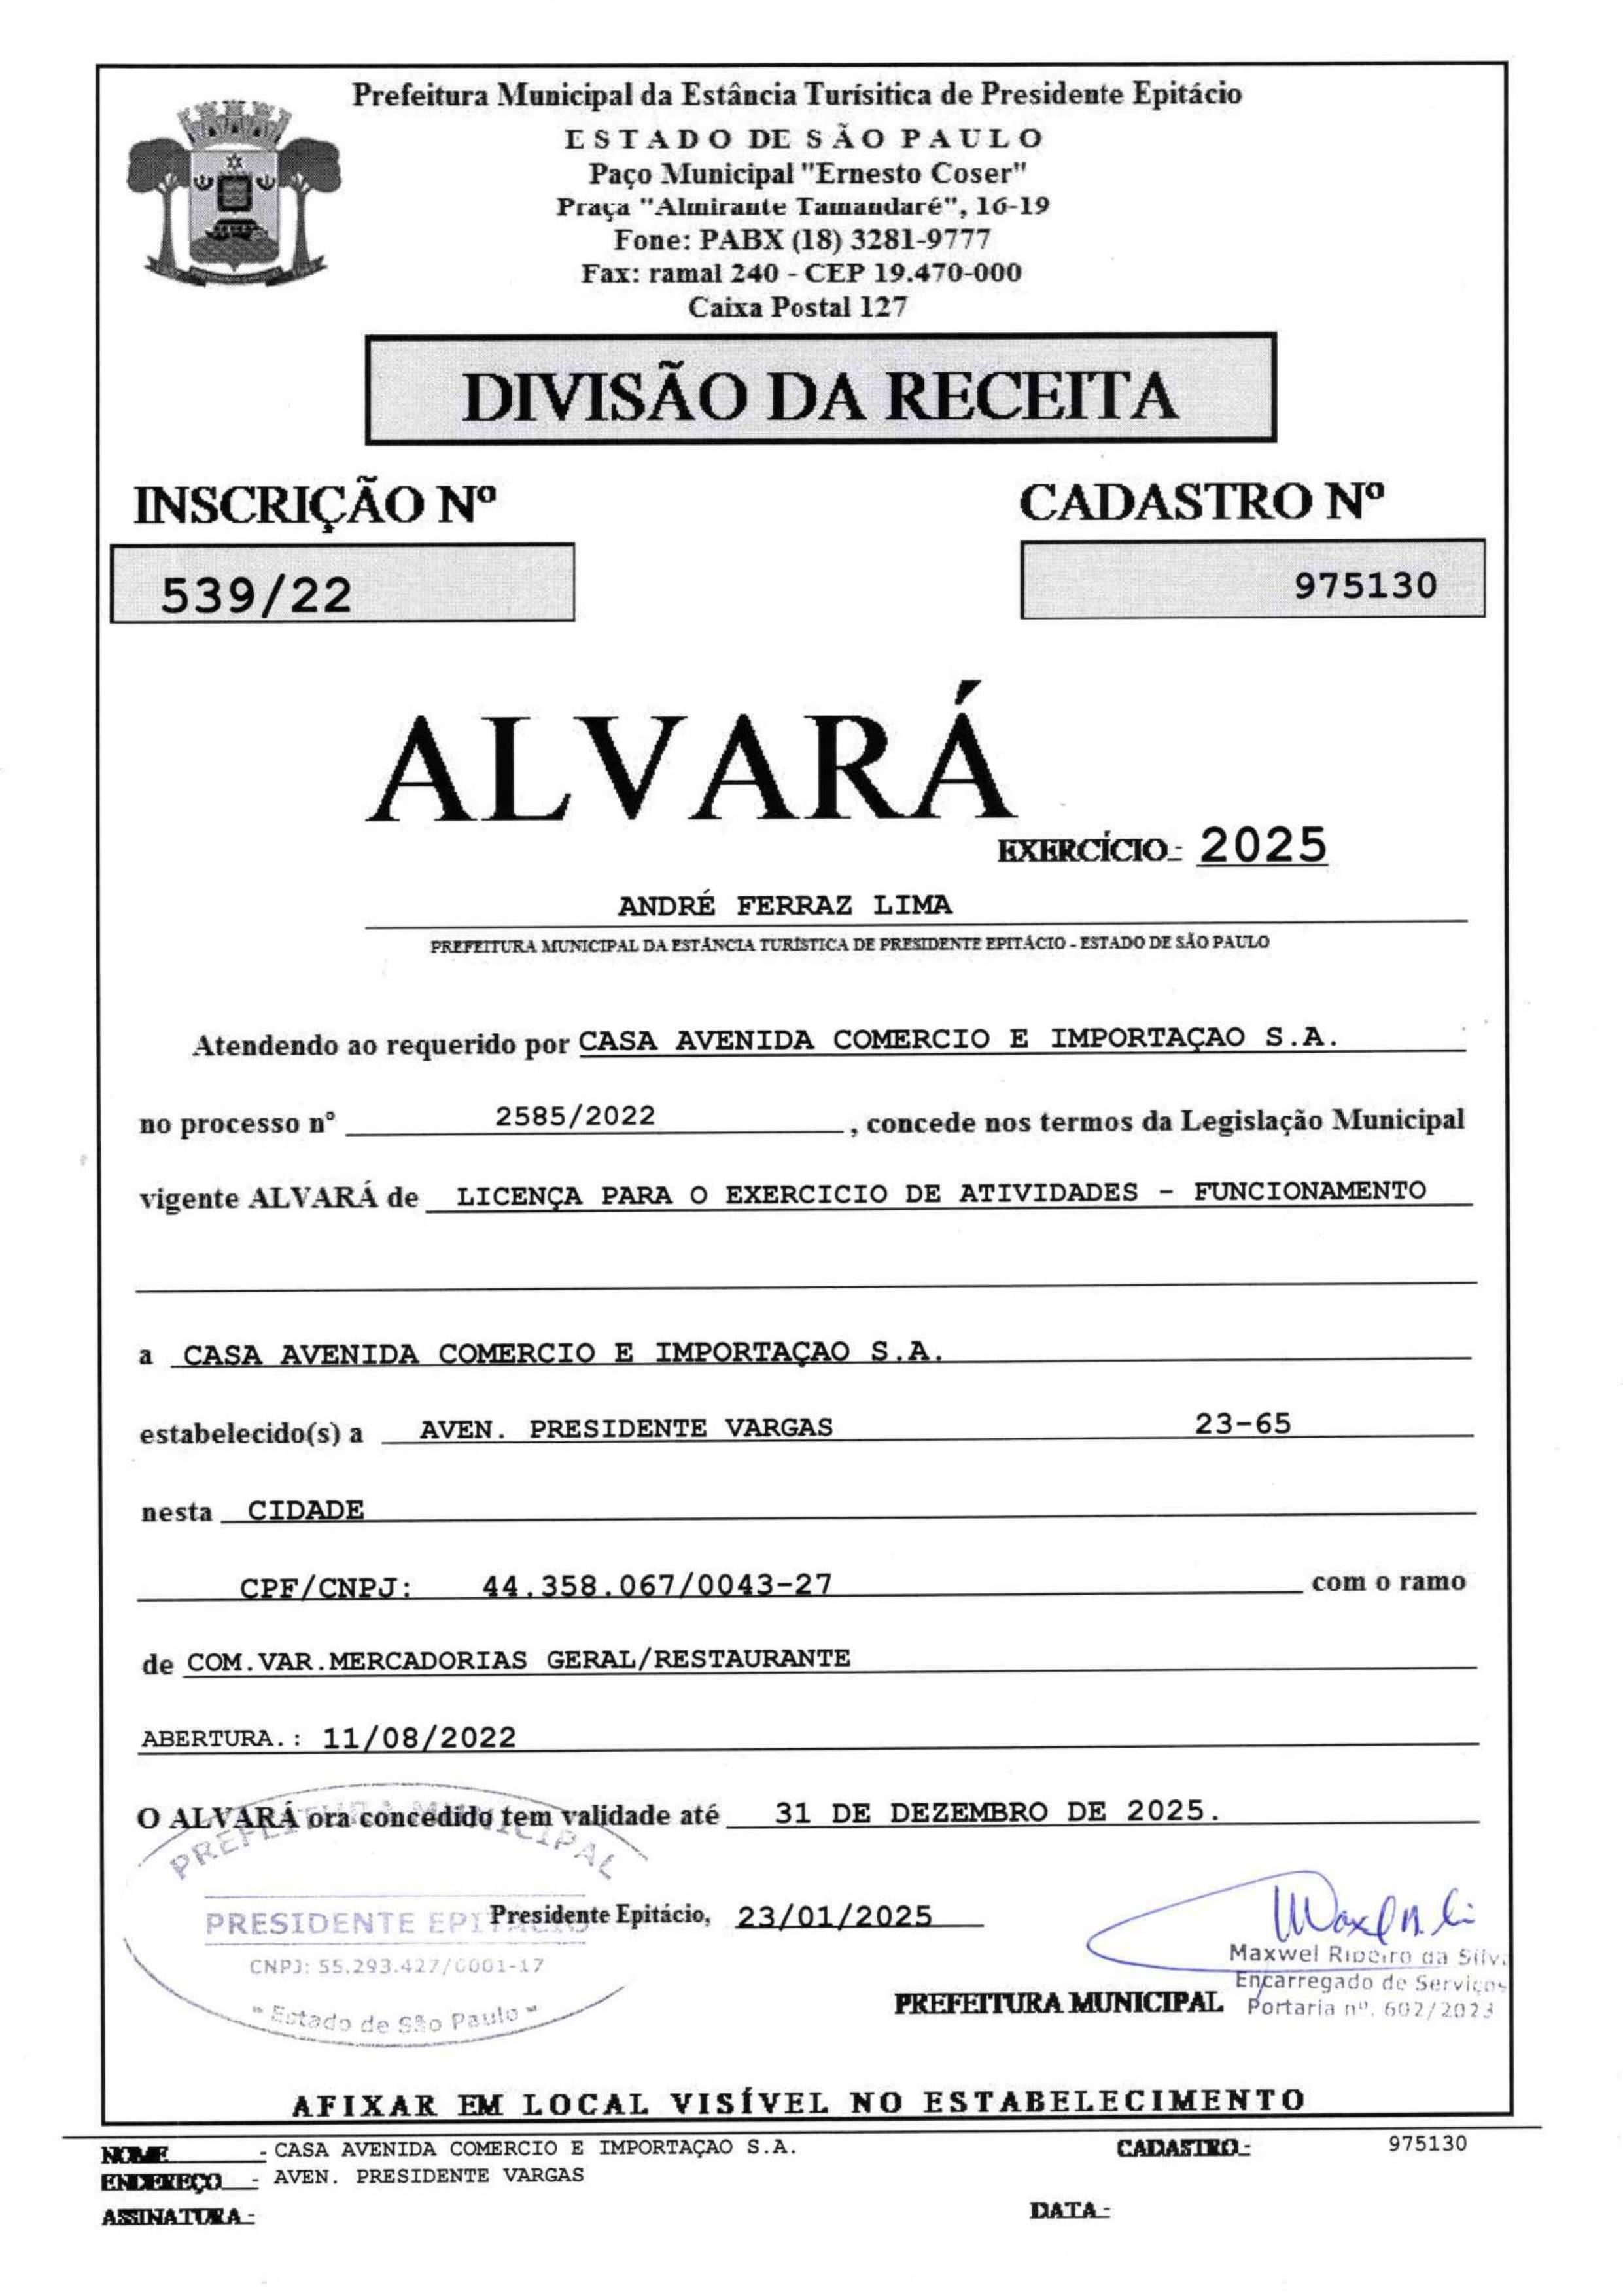 Prefeitura Municipal da Estância Turísitica de Presidente Epitácio
ESTADO DE SÃO PAULO
Paço Municipal "Ernesto Coser"
Praça "Almirante Tamandaré", 16-19
Fone: PABX (18) 3281-9777
Fax: ramal 240 - CEP 19.470-000
Caixa Postal 127
DIVISÃO DA RECEITA
INSCRIÇÃO Nº CADASTRO Nº
539/22 975130
ALVARÁ
EXERCÍCIO.: 2025
ANDRÉ FERRAZ LIMA
PREFEITURA MUNICIPAL DA ESTÂNCIA TURÍSTICA DE PRESIDENTE EPITÁCIO - ESTADO DE SÃO PAULO
Atendendo ao requerido por CASA AVENIDA COMERCIO E IMPORTAÇAO S.A.
no processo nº 2585/2022 , concede nos termos da Legislação Municipal
vigente ALVARÁ de LICENÇA PARA O EXERCICIO DE ATIVIDADES - FUNCIONAMENTO
a CASA AVENIDA COMERCIO E IMPORTAÇAO S.A.
estabelecido(s) a AVEN. PRESIDENTE VARGAS 23-65
nesta CIDADE
CPF/CNPJ: 44.358.067/0043-27 com o ramo
de COM.VAR.MERCADORIAS GERAL/RESTAURANTE
ABERTURA.: 11/08/2022
O ALVARÁ ora concedido tem validade até 31 DE DEZEMBRO DE 2025.
PREFEITURA MUNICIPAL
PRESIDENTE EPITÁCIO
CNPJ: 55.293.427/0001-17
" Estado de São Paulo "
Presidente Epitácio, 23/01/2025
Maxwel Ribeiro da Silva
Encarregado de Serviços
Portaria nº. 602/2023
PREFEITURA MUNICIPAL
AFIXAR EM LOCAL VISÍVEL NO ESTABELECIMENTO
NOME - CASA AVENIDA COMERCIO E IMPORTAÇAO S.A. CADASTRO.: 975130
ENDEREÇO - AVEN. PRESIDENTE VARGAS
ASSINATURA.: DATA.: